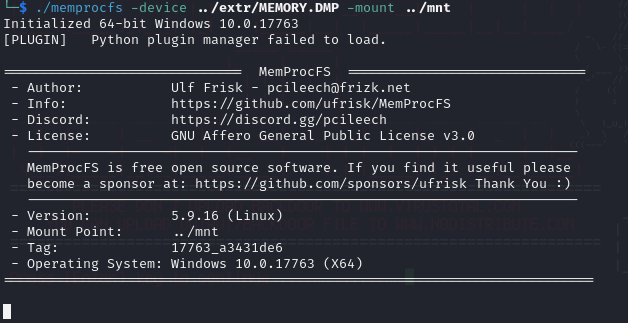 └─$ ./memprocfs -device ../extr/MEMORY.DMP -mount ../mnt
Initialized 64-bit Windows 10.0.17763
[PLUGIN]   Python plugin manager failed to load.
============================== MemProcFS ==============================
- Author:           Ulf Frisk - pcileech@frizk.net
- Info:             https://github.com/ufrisk/MemProcFS
- Discord:          https://discord.gg/pcileech
- License:          GNU Affero General Public License v3.0
---------------------------------------------------------------------
MemProcFS is free open source software. If you find it useful please
become a sponsor at: https://github.com/sponsors/ufrisk Thank You :)
---------------------------------------------------------------------
- Version:          5.9.16 (Linux)
- Mount Point:      ../mnt
- Tag:              17763_a3431de6
- Operating System: Windows 10.0.17763 (X64)
==========================================================================